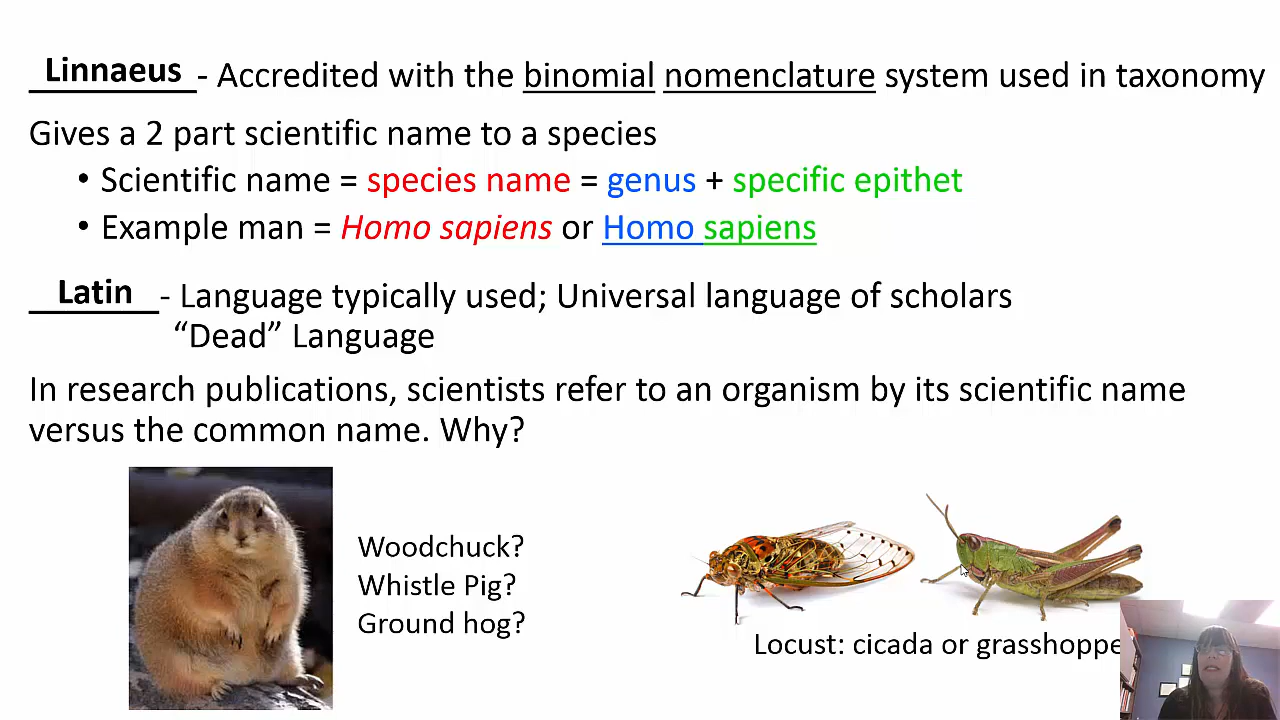 Linnaeus - Accredited with the binomial nomenclature system used in taxonomy
Gives a 2 part scientific name to a species
• Scientific name = species name = genus + specific epithet
• Example man = Homo sapiens or Homo sapiens
Latin - Language typically used; Universal language of scholars
“Dead” Language
In research publications, scientists refer to an organism by its scientific name
versus the common name. Why?
Woodchuck?
Whistle Pig?
Ground hog?
Locust: cicada or grasshoppe